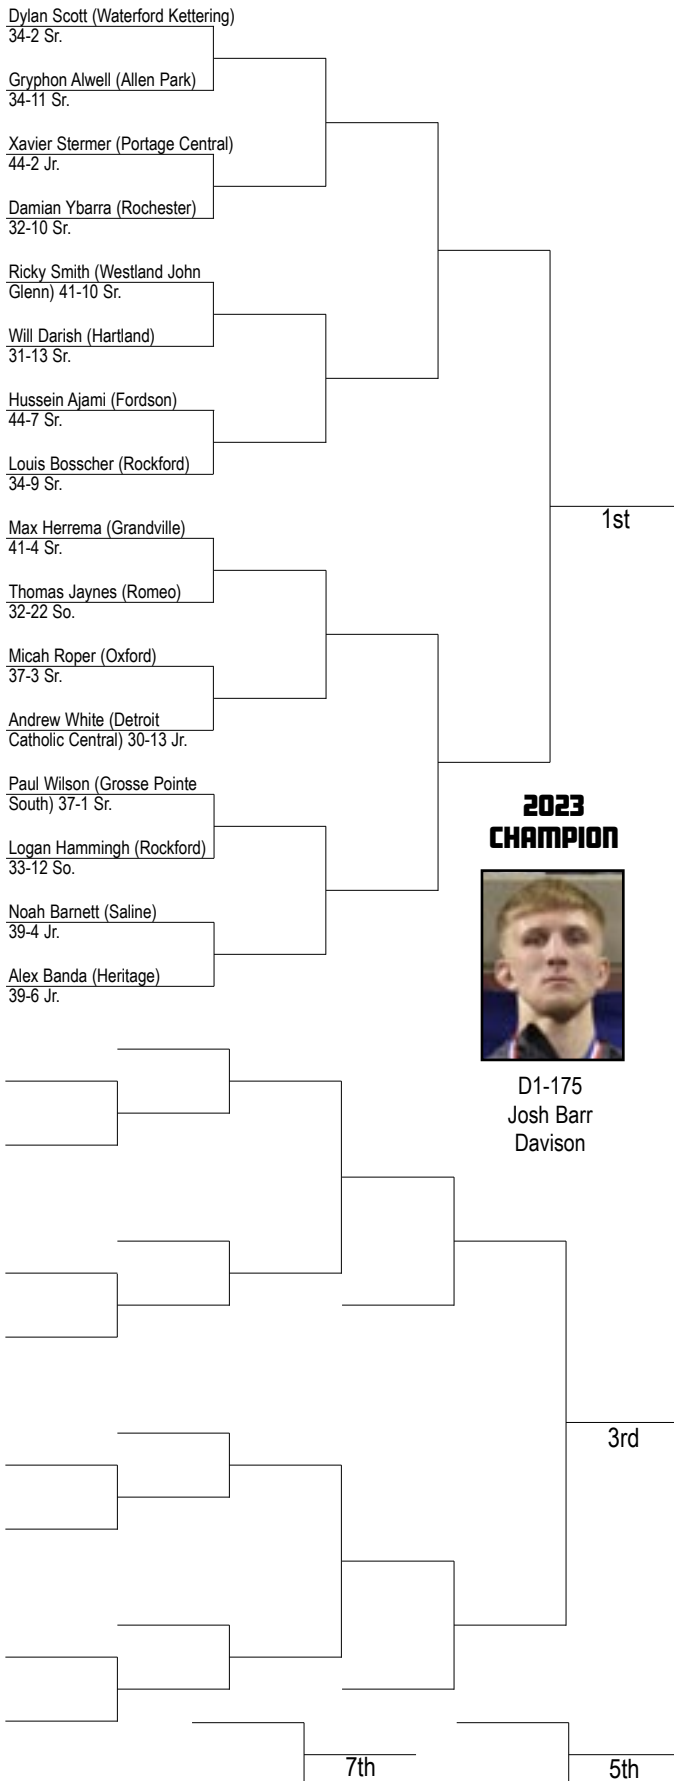 Dylan Scott (Waterford Kettering)
34-2 Sr.
Gryphon Alwell (Allen Park)
34-11 Sr.
Xavier Stermer (Portage Central)
44-2 Jr.
Damian Ybarra (Rochester)
32-10 Sr.
Ricky Smith (Westland John
Glenn) 41-10 Sr.
Will Darish (Hartland)
31-13 Sr.
Hussein Ajami (Fordson)
44-7 Sr.
Louis Bosscher (Rockford)
34-9 Sr.
Max Herrema (Grandville)
41-4 Sr.
Thomas Jaynes (Romeo)
32-22 So.
Micah Roper (Oxford)
37-3 Sr.
Andrew White (Detroit
Catholic Central) 30-13 Jr.
Paul Wilson (Grosse Pointe
South) 37-1 Sr.
Logan Hammingh (Rockford)
33-12 So.
Noah Barnett (Saline)
39-4 Jr.
Alex Banda (Heritage)
39-6 Jr.
1st
2023
CHAMPION
D1-175
Josh Barr
Davison
3rd
7th
5th